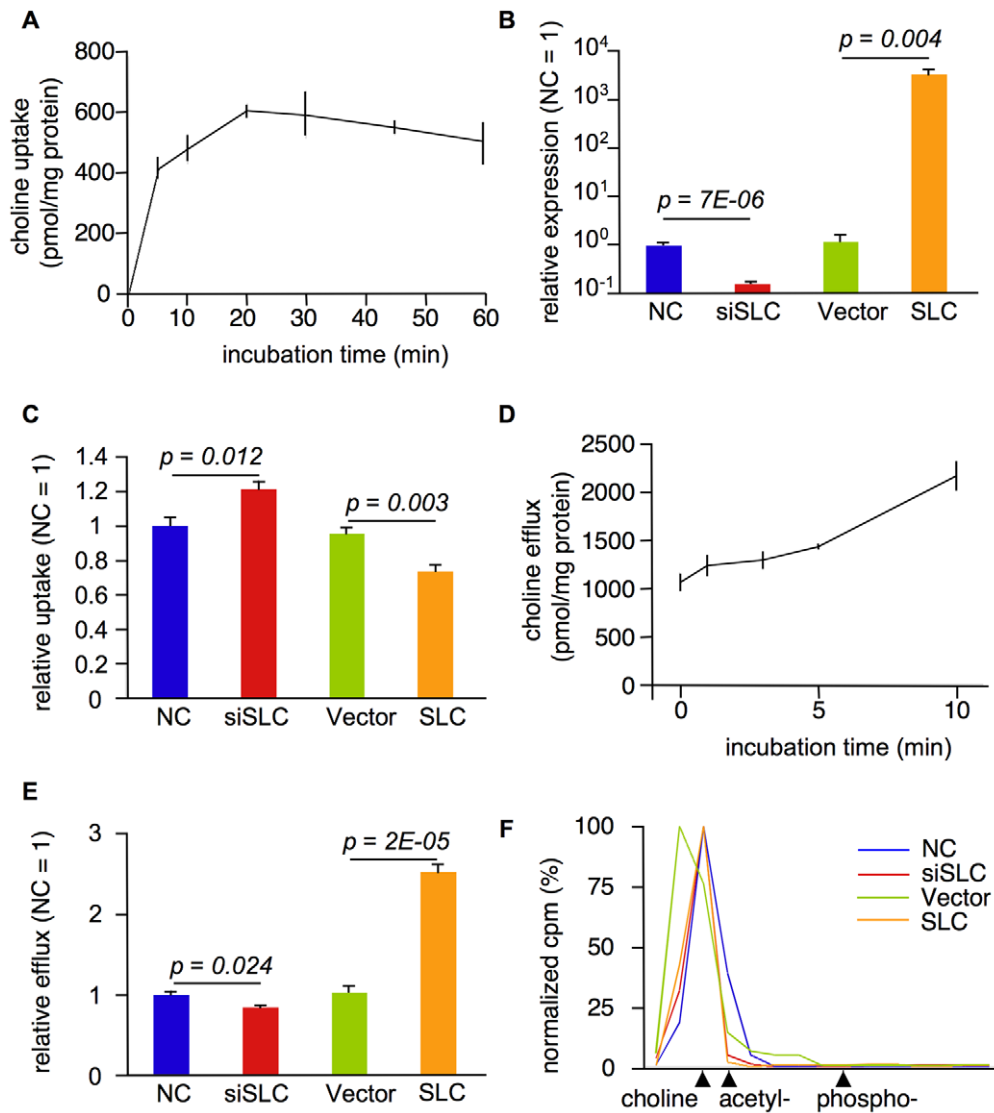 A
choline uptake
(pmol/mg protein)
800
600
400
200
0
0 10 20 30 40 50 60
incubation time (min)
B
relative expression (NC = 1)
10^4
10^3
10^2
10^1
10^0
10^-1
p = 0.004
p = 7E-06
NC siSLC Vector SLC
C
relative uptake (NC = 1)
1.4
1.2
1
0.8
0.6
0.4
0.2
0
p = 0.012
p = 0.003
NC siSLC Vector SLC
D
choline efflux
(pmol/mg protein)
2500
2000
1500
1000
500
0
0 5 10
incubation time (min)
E
relative efflux (NC = 1)
3
2
1
0
p = 2E-05
p = 0.024
NC siSLC Vector SLC
F
normalized cpm (%)
100
75
50
25
0
NC
siSLC
Vector
SLC
choline acetyl- phospho-